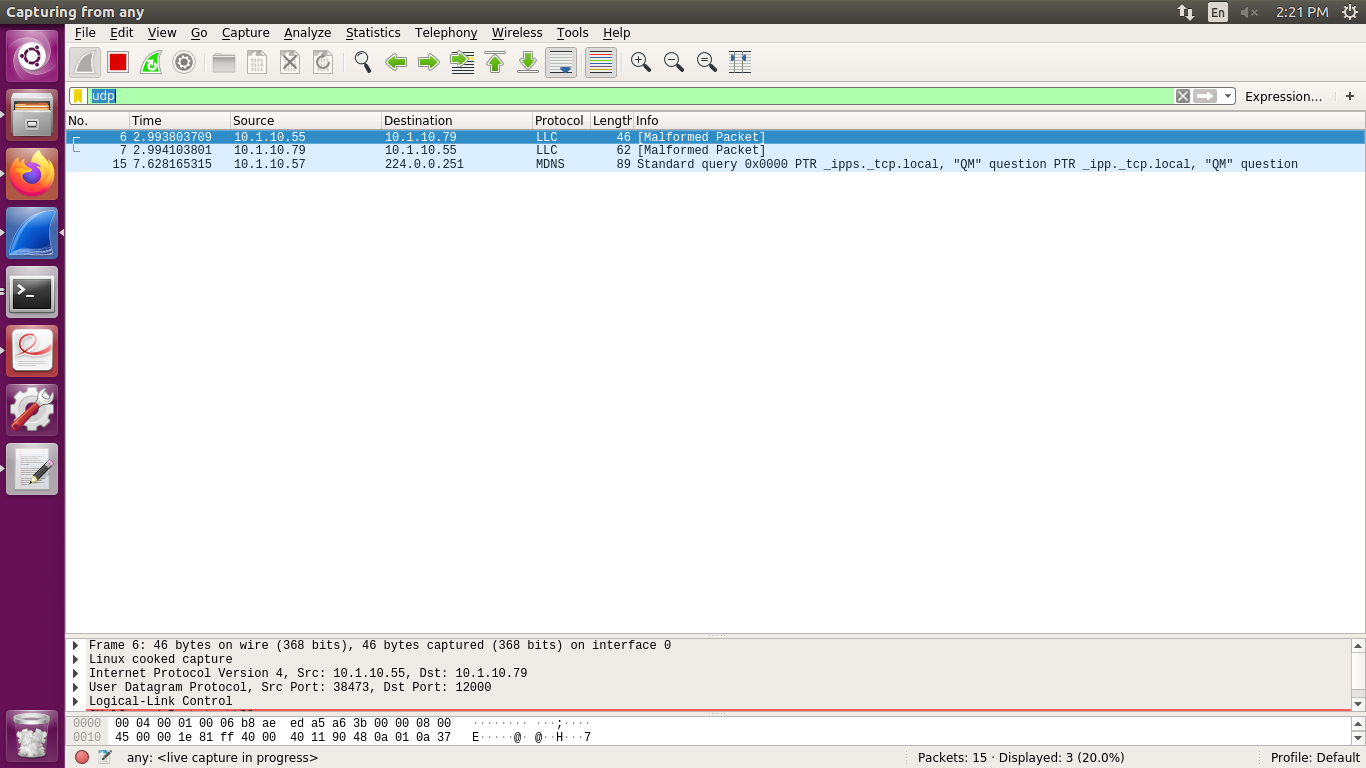 Capturing from any
En
2:21 PM
File Edit View Go Capture Analyze Statistics Telephony Wireless Tools Help
udp
Expression…
+
No. Time Source Destination Protocol Length Info
6 2.993803709 10.1.10.55 10.1.10.79 LLC 46 [Malformed Packet]
7 2.994103801 10.1.10.79 10.1.10.55 LLC 62 [Malformed Packet]
15 7.628165315 10.1.10.57 224.0.0.251 MDNS 89 Standard query 0x0000 PTR _ipps._tcp.local, "QM" question PTR _ipp._tcp.local, "QM" question
Frame 6: 46 bytes on wire (368 bits), 46 bytes captured (368 bits) on interface 0
Linux cooked capture
Internet Protocol Version 4, Src: 10.1.10.55, Dst: 10.1.10.79
User Datagram Protocol, Src Port: 38473, Dst Port: 12000
Logical-Link Control
0000 00 04 00 01 00 06 b8 ae ed a5 a6 3b 00 00 08 00 ········ ···;····
0010 45 00 00 1e 81 ff 40 00 40 11 90 48 0a 01 0a 37 E·····@· @··H···7
any: <live capture in progress>
Packets: 15 · Displayed: 3 (20.0%)
Profile: Default